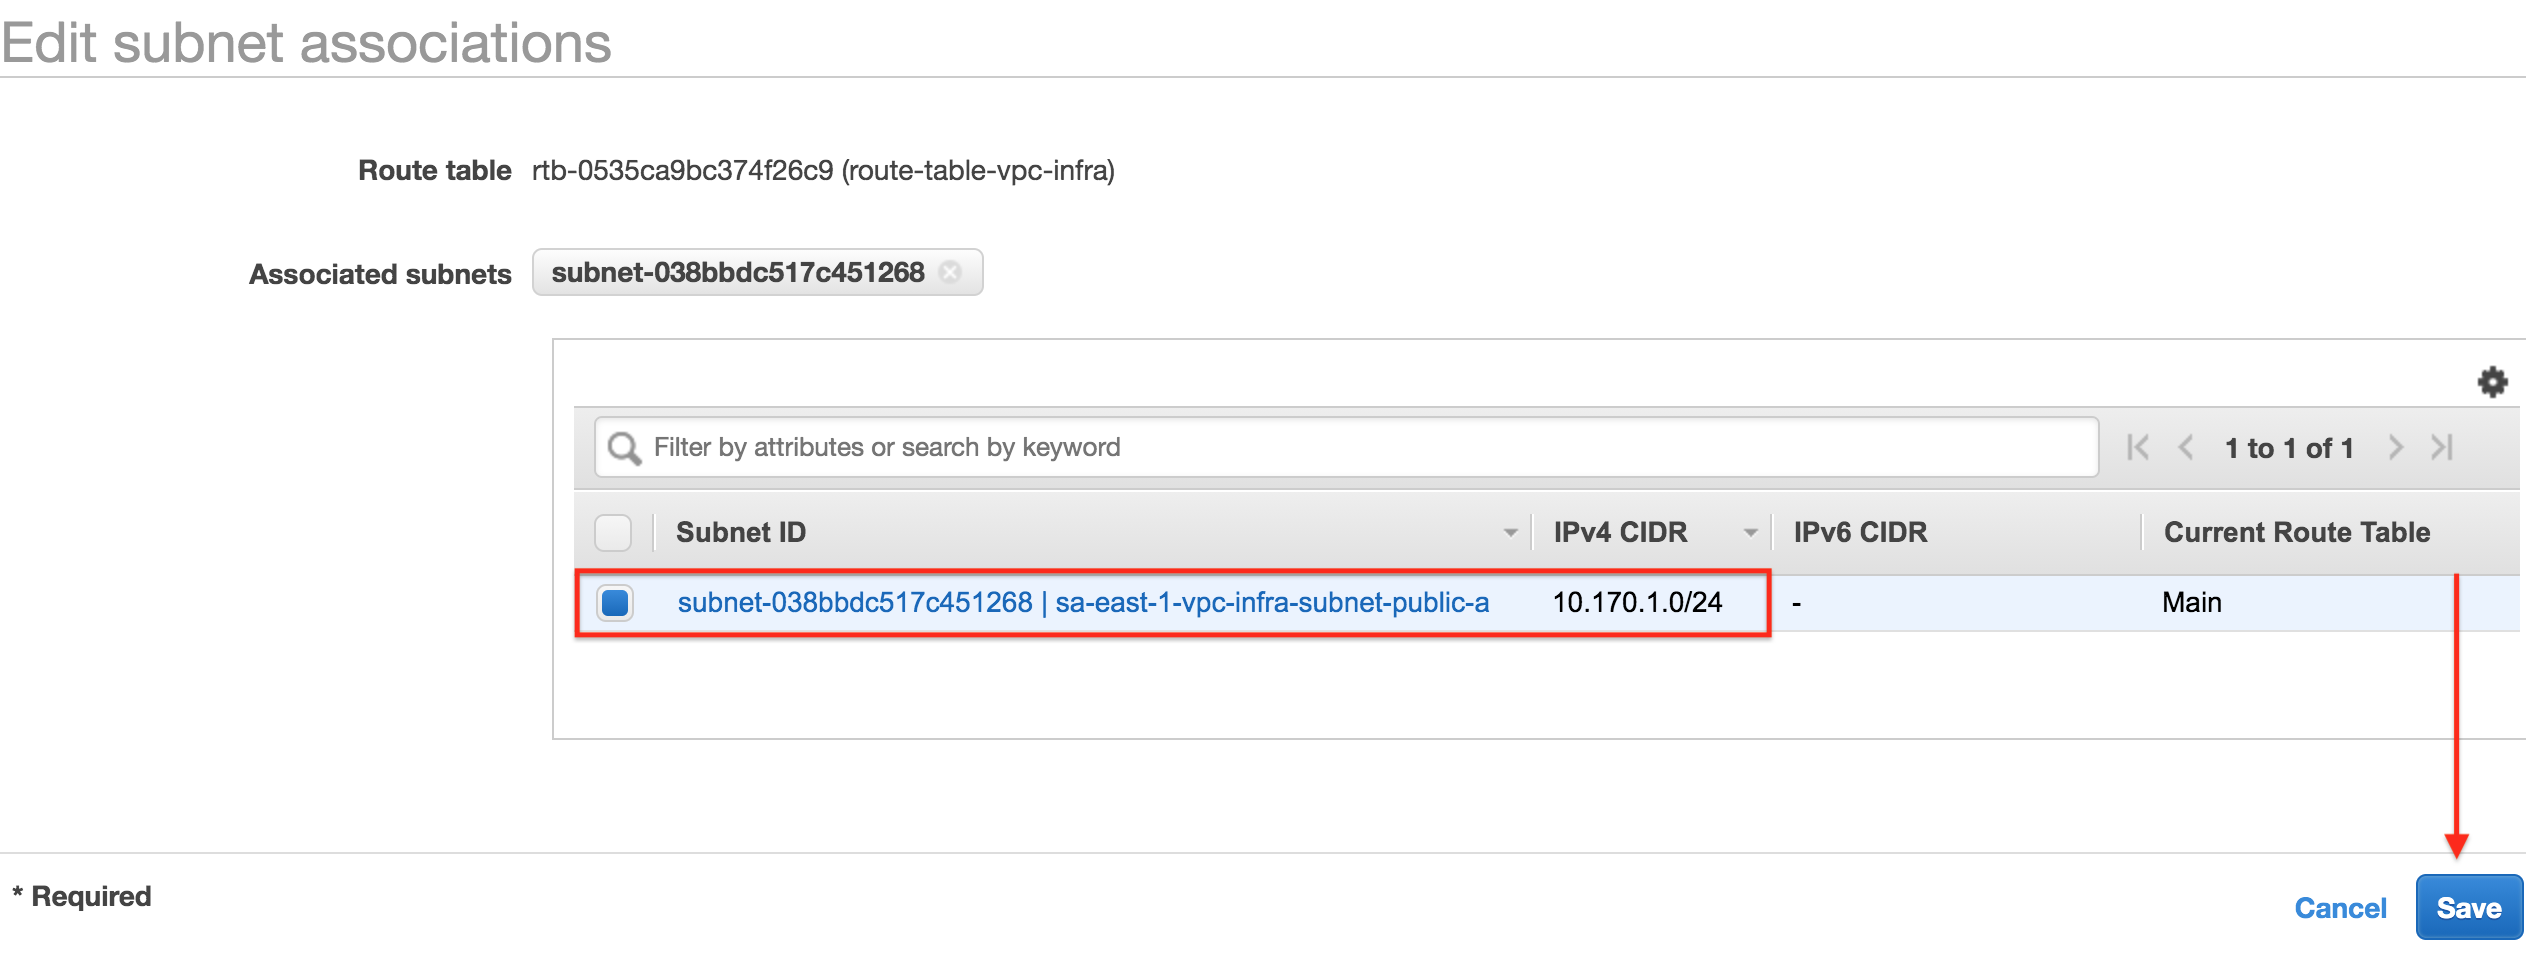 Edit subnet associations
Route table rtb-0535ca9bc374f26c9 (route-table-vpc-infra)
Associated subnets subnet-038bbdc517c451268
Filter by attributes or search by keyword 1 to 1 of 1
Subnet ID IPv4 CIDR IPv6 CIDR Current Route Table
subnet-038bbdc517c451268 | sa-east-1-vpc-infra-subnet-public-a 10.170.1.0/24 - Main
* Required Cancel Save